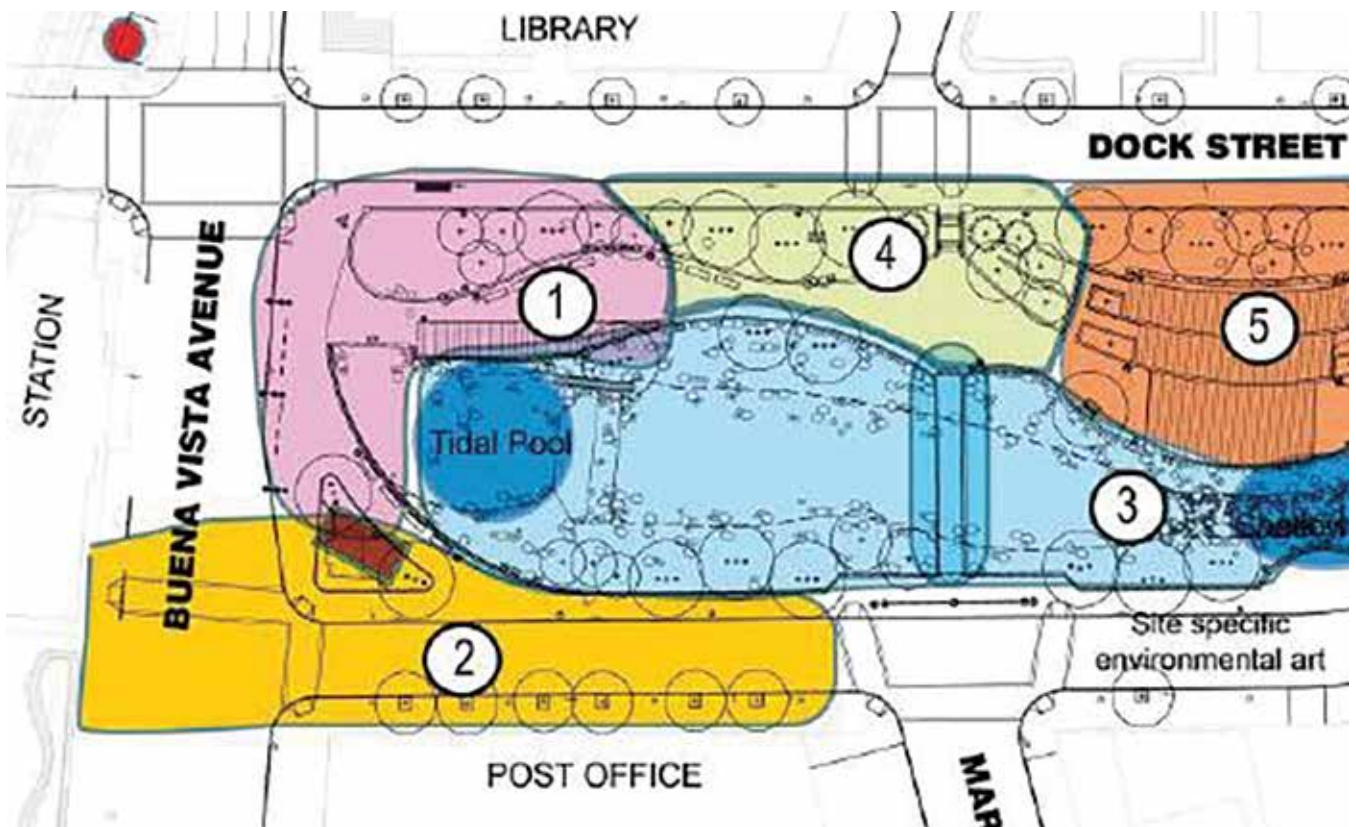 LIBRARY
DOCK STREET
BUENA VISTA AVENUE
STATION
1
4
5
Tidal Pool
3
2
Site specific
environmental art
POST OFFICE
MAR